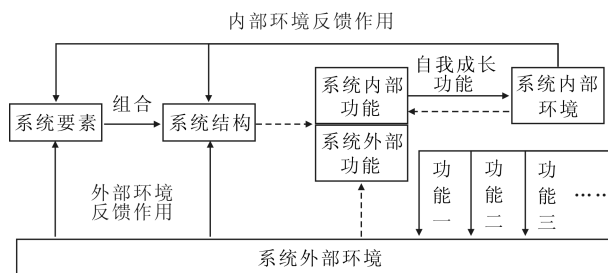 内部环境反馈作用
自我成长
功能
系统内部
功能
系统内部
环境
组合
系统要素
系统结构
系统外部
功能
外部环境
反馈作用
功能一
功能二
功能三
……
系统外部环境